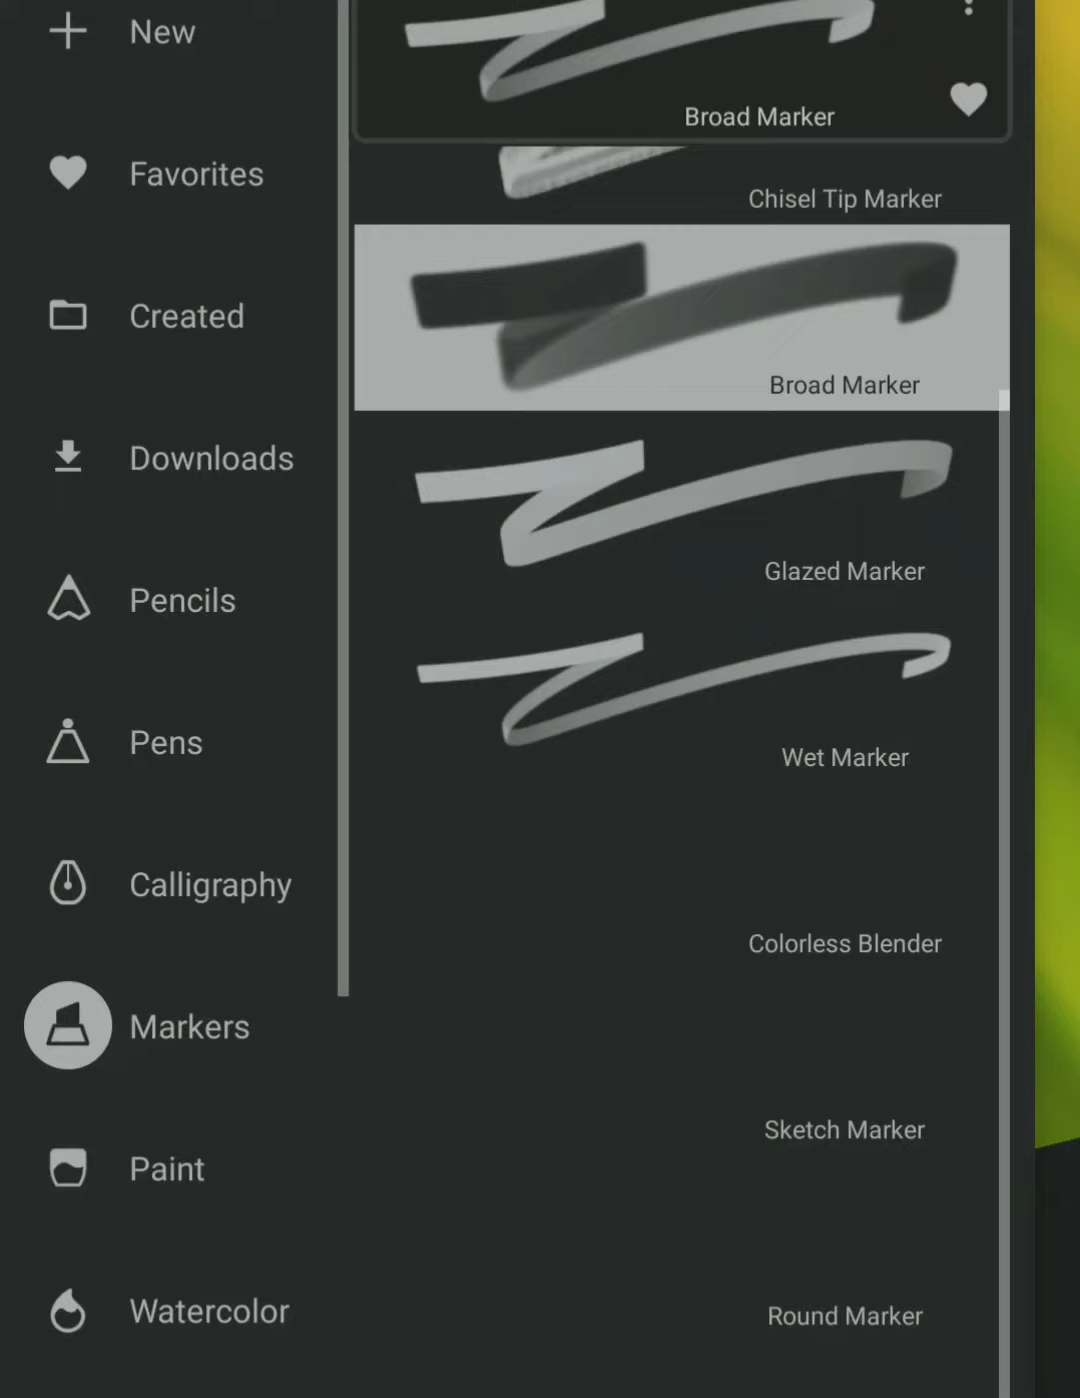 New
Favorites
Created
Downloads
Pencils
Pens
Calligraphy
Markers
Paint
Watercolor
Broad Marker
Chisel Tip Marker
Broad Marker
Glazed Marker
Wet Marker
Colorless Blender
Sketch Marker
Round Marker